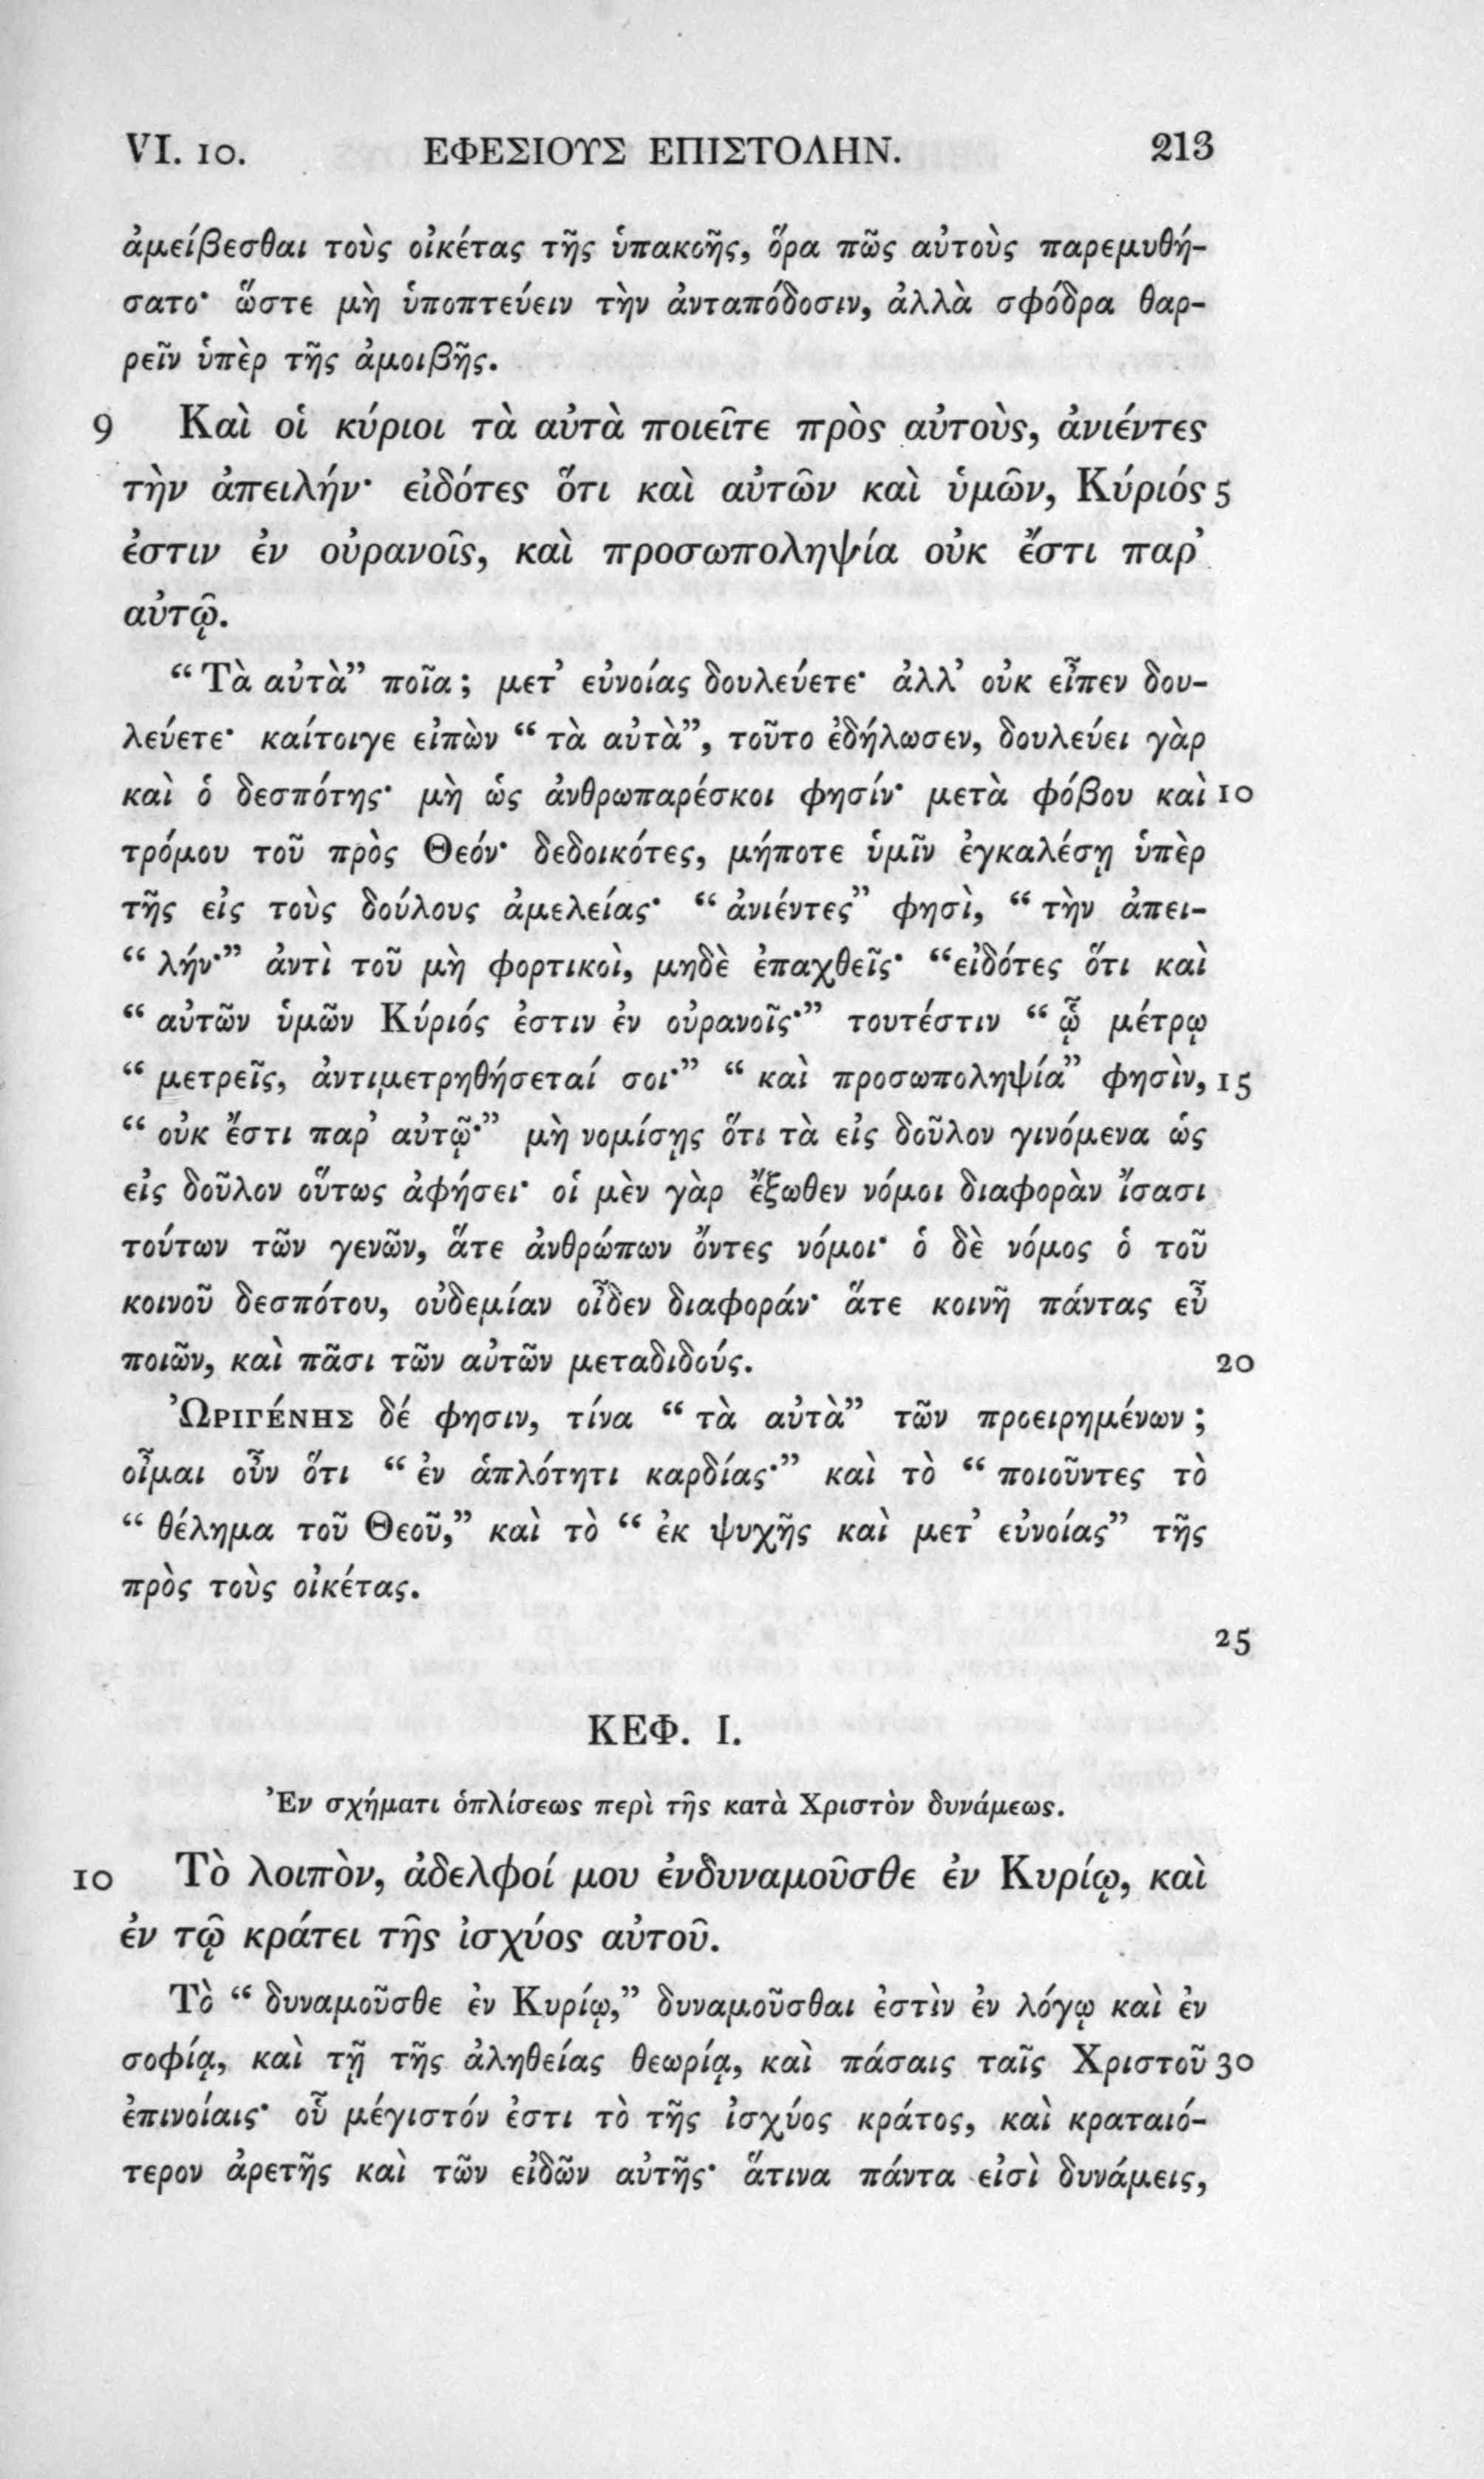 VI. 10. ΕΦΕΣΙΟΥΣ ΕΠΙΣΤΟΛΗΝ. 213
ἀμείβεσθαι τοὺς οἰκέτας τῆς ὑπακοῆς, ὅρα πῶς αὐτοὺς παρεμυθή-
σατο· ὥστε μὴ ὑποπτεύειν τὴν ἀνταπόδοσιν, ἀλλὰ σφόδρα θαρ-
ρεῖν ὑπὲρ τῆς ἀμοιβῆς.
9 Καὶ οἱ κύριοι τὰ αὐτὰ ποιεῖτε πρὸς αὐτοὺς, ἀνιέντες
τὴν ἀπειλήν· εἰδότες ὅτι καὶ αὐτῶν καὶ ὑμῶν, Κύριός 5
ἐστιν ἐν οὐρανοῖς, καὶ προσωποληψία οὐκ ἔστι παρ’
αὐτῷ.
“ Τὰ αὐτὰ” ποῖα ; μετ’ εὐνοίας δουλεύετε· ἀλλ’ οὐκ εἶπεν δου-
λεύετε· καίτοιγε εἰπὼν “ τὰ αὐτὰ”, τοῦτο ἐδήλωσεν, δουλεύει γὰρ
καὶ ὁ δεσπότης· μὴ ὡς ἀνθρωπαρέσκοι φησίν· μετὰ φόβου καὶ 10
τρόμου τοῦ πρὸς Θεόν· δεδοικότες, μήποτε ὑμῖν ἐγκαλέσῃ ὑπὲρ
τῆς εἰς τοὺς δούλους ἀμελείας· “ ἀνιέντες” φησὶ, “ τὴν ἀπει-
“ λήν·” ἀντὶ τοῦ μὴ φορτικοὶ, μηδὲ ἐπαχθεῖς· “εἰδότες ὅτι καὶ
“ αὐτῶν ὑμῶν Κύριός ἐστιν ἐν οὐρανοῖς·” τουτέστιν “ ᾧ μέτρῳ
“ μετρεῖς, ἀντιμετρηθήσεταί σοι·” “ καὶ προσωποληψία” φησὶν, 15
“ οὐκ ἔστι παρ’ αὐτῷ·” μὴ νομίσῃς ὅτι τὰ εἰς δοῦλον γινόμενα ὡς
εἰς δοῦλον οὕτως ἀφήσει· οἱ μὲν γὰρ ἔξωθεν νόμοι διαφορὰν ἴσασι
τούτων τῶν γενῶν, ἅτε ἀνθρώπων ὄντες νόμοι· ὁ δὲ νόμος ὁ τοῦ
κοινοῦ δεσπότου, οὐδεμίαν οἶδεν διαφοράν· ἅτε κοινῆ πάντας εὖ
ποιῶν, καὶ πᾶσι τῶν αὐτῶν μεταδιδούς. 20
Ὠριγένης δέ φησιν, τίνα “ τὰ αὐτὰ” τῶν προειρημένων ;
οἶμαι οὖν ὅτι “ ἐν ἁπλότητι καρδίας·” καὶ τὸ “ ποιοῦντες τὸ
“ θέλημα τοῦ Θεοῦ,” καὶ τὸ “ ἐκ ψυχῆς καὶ μετ’ εὐνοίας” τῆς
πρὸς τοὺς οἰκέτας.
25
ΚΕΦ. Ι.
Ἐν σχήματι ὁπλίσεως περὶ τῆς κατὰ Χριστὸν δυνάμεως.
10 Τὸ λοιπὸν, ἀδελφοί μου ἐνδυναμοῦσθε ἐν Κυρίῳ, καὶ
ἐν τῷ κράτει τῆς ἰσχύος αὐτοῦ.
Τὸ “ δυναμοῦσθε ἐν Κυρίῳ,” δυναμοῦσθαι ἐστὶν ἐν λόγῳ καὶ ἐν
σοφίᾳ, καὶ τῇ τῆς ἀληθείας θεωρίᾳ, καὶ πάσαις ταῖς Χριστοῦ 30
ἐπινοίαις· οὗ μέγιστόν ἐστι τὸ τῆς ἰσχύος κράτος, καὶ κραταιό-
τερον ἀρετῆς καὶ τῶν εἰδῶν αὐτῆς· ἅτινα πάντα εἰσὶ δυνάμεις,